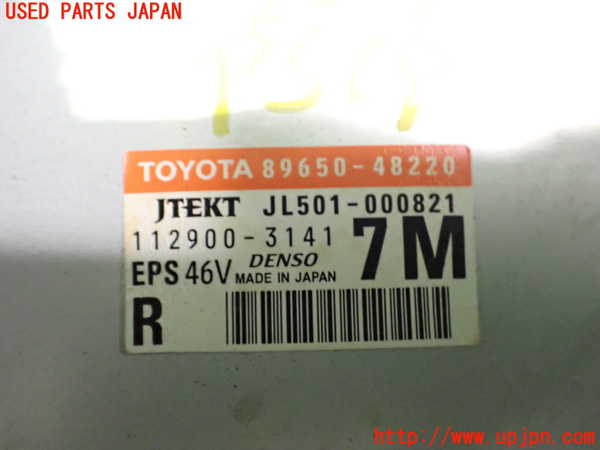 USED PARTS JAPAN
TOYOTA 89650-48220
JTEKT JL501-000821
112900-3141 7M
EPS 46V DENSO MADE IN JAPAN
R
http://www.upjpn.com/